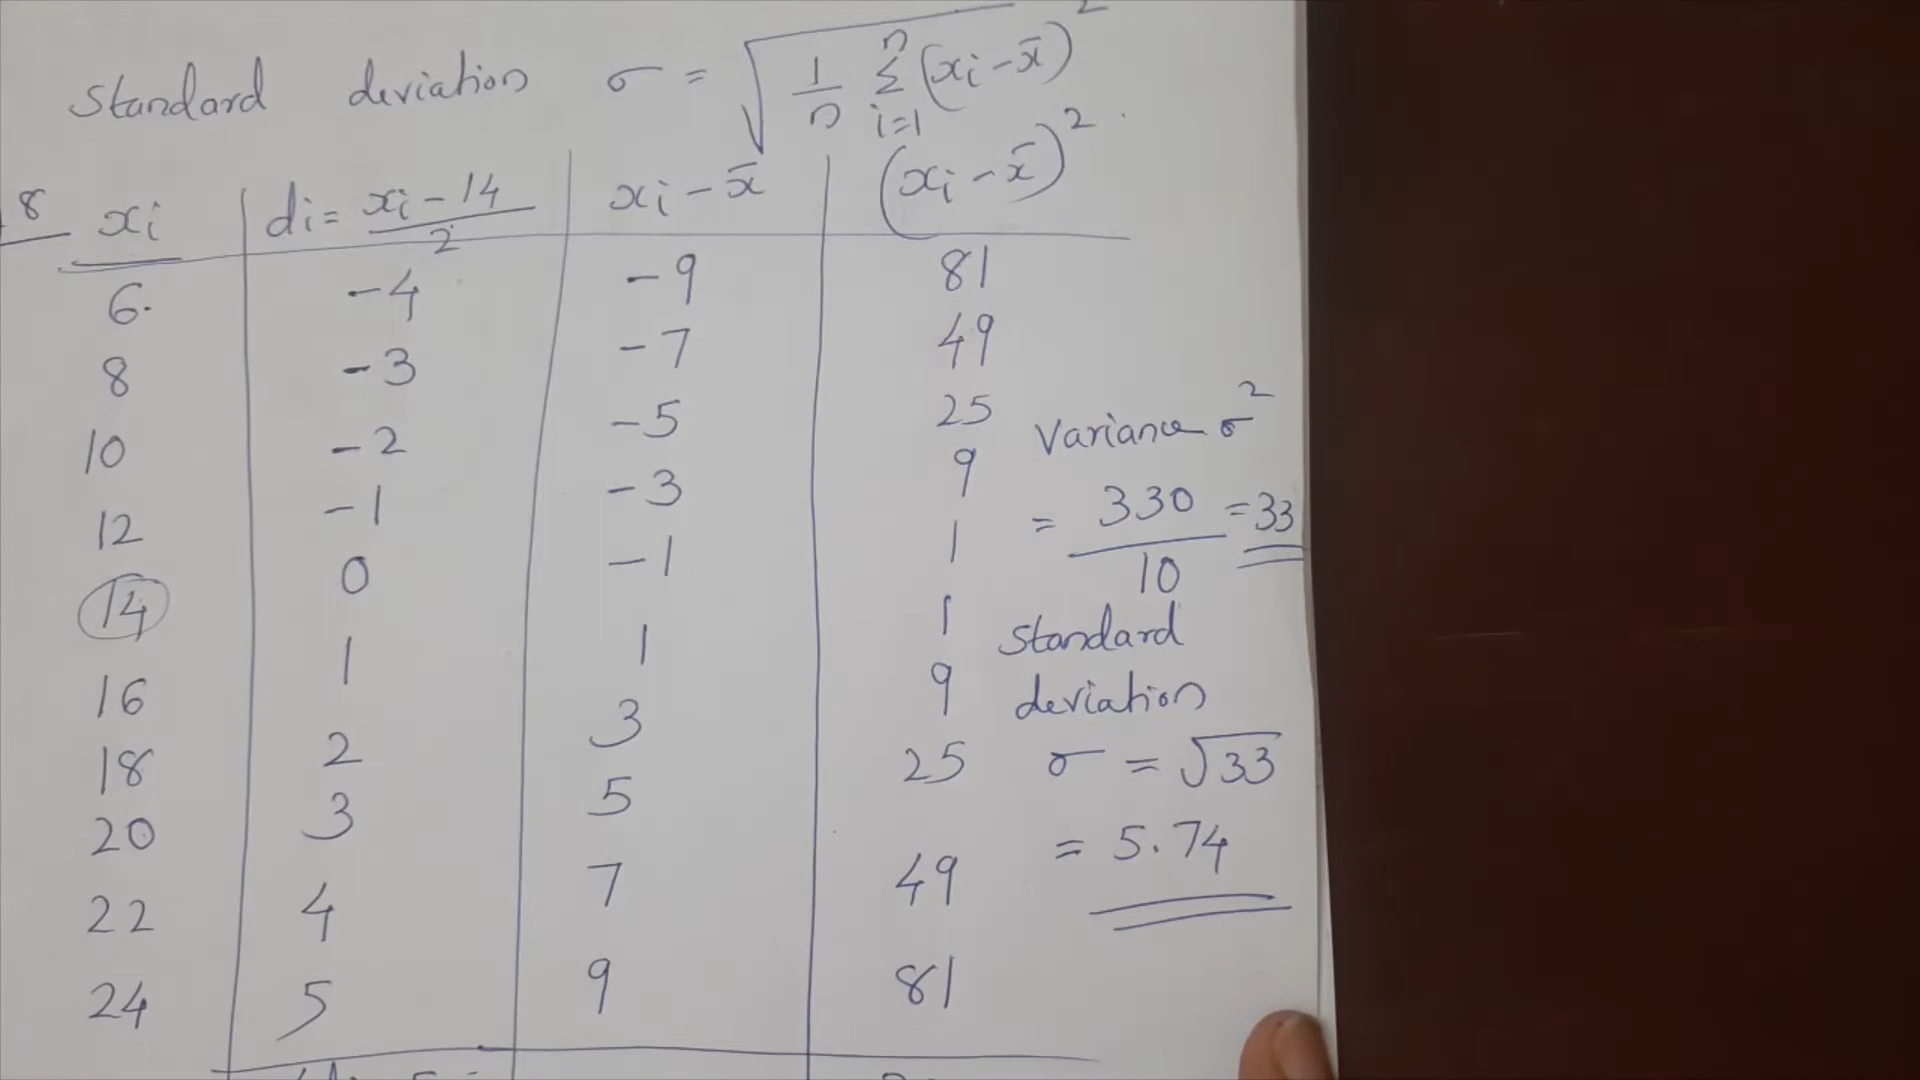 Standard deviation σ = √ 1/n Σ (xi - x̄)²
n
i=1
8
xi | di = xi - 14 / 2 | xi - x̄ | (xi - x̄)²
6. | -4 | -9 | 81
8 | -3 | -7 | 49
10 | -2 | -5 | 25
12 | -1 | -3 | 9
14 | 0 | -1 | 1
16 | 1 | 1 | 1
18 | 2 | 3 | 9
20 | 3 | 5 | 25
22 | 4 | 7 | 49
24 | 5 | 9 | 81
Variance σ²
= 330/10 = 33
Standard
deviation
σ = √33
= 5.74